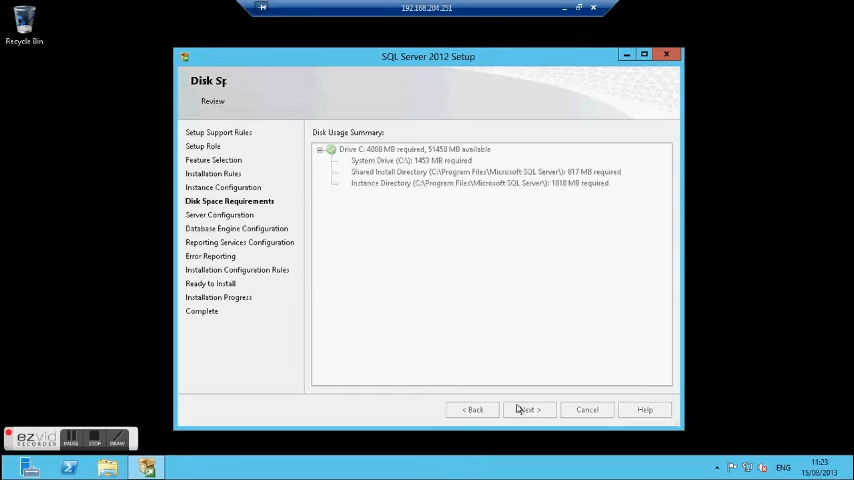 192.168.204.251
Recycle Bin
SQL Server 2012 Setup
Disk Sp
Review
Setup Support Rules
Setup Role
Feature Selection
Installation Rules
Instance Configuration
Disk Space Requirements
Server Configuration
Database Engine Configuration
Reporting Services Configuration
Error Reporting
Installation Configuration Rules
Ready to Install
Installation Progress
Complete
Disk Usage Summary:
Drive C: 4088 MB required, 51458 MB available
System Drive (C:\): 1453 MB required
Shared Install Directory (C:\Program Files\Microsoft SQL Server\): 817 MB required
Instance Directory (C:\Program Files\Microsoft SQL Server\): 1818 MB required
< Back
Next >
Cancel
Help
ezvid
RECORDER
PAUSE
STOP
DRAW
ENG
11:23
15/08/2013